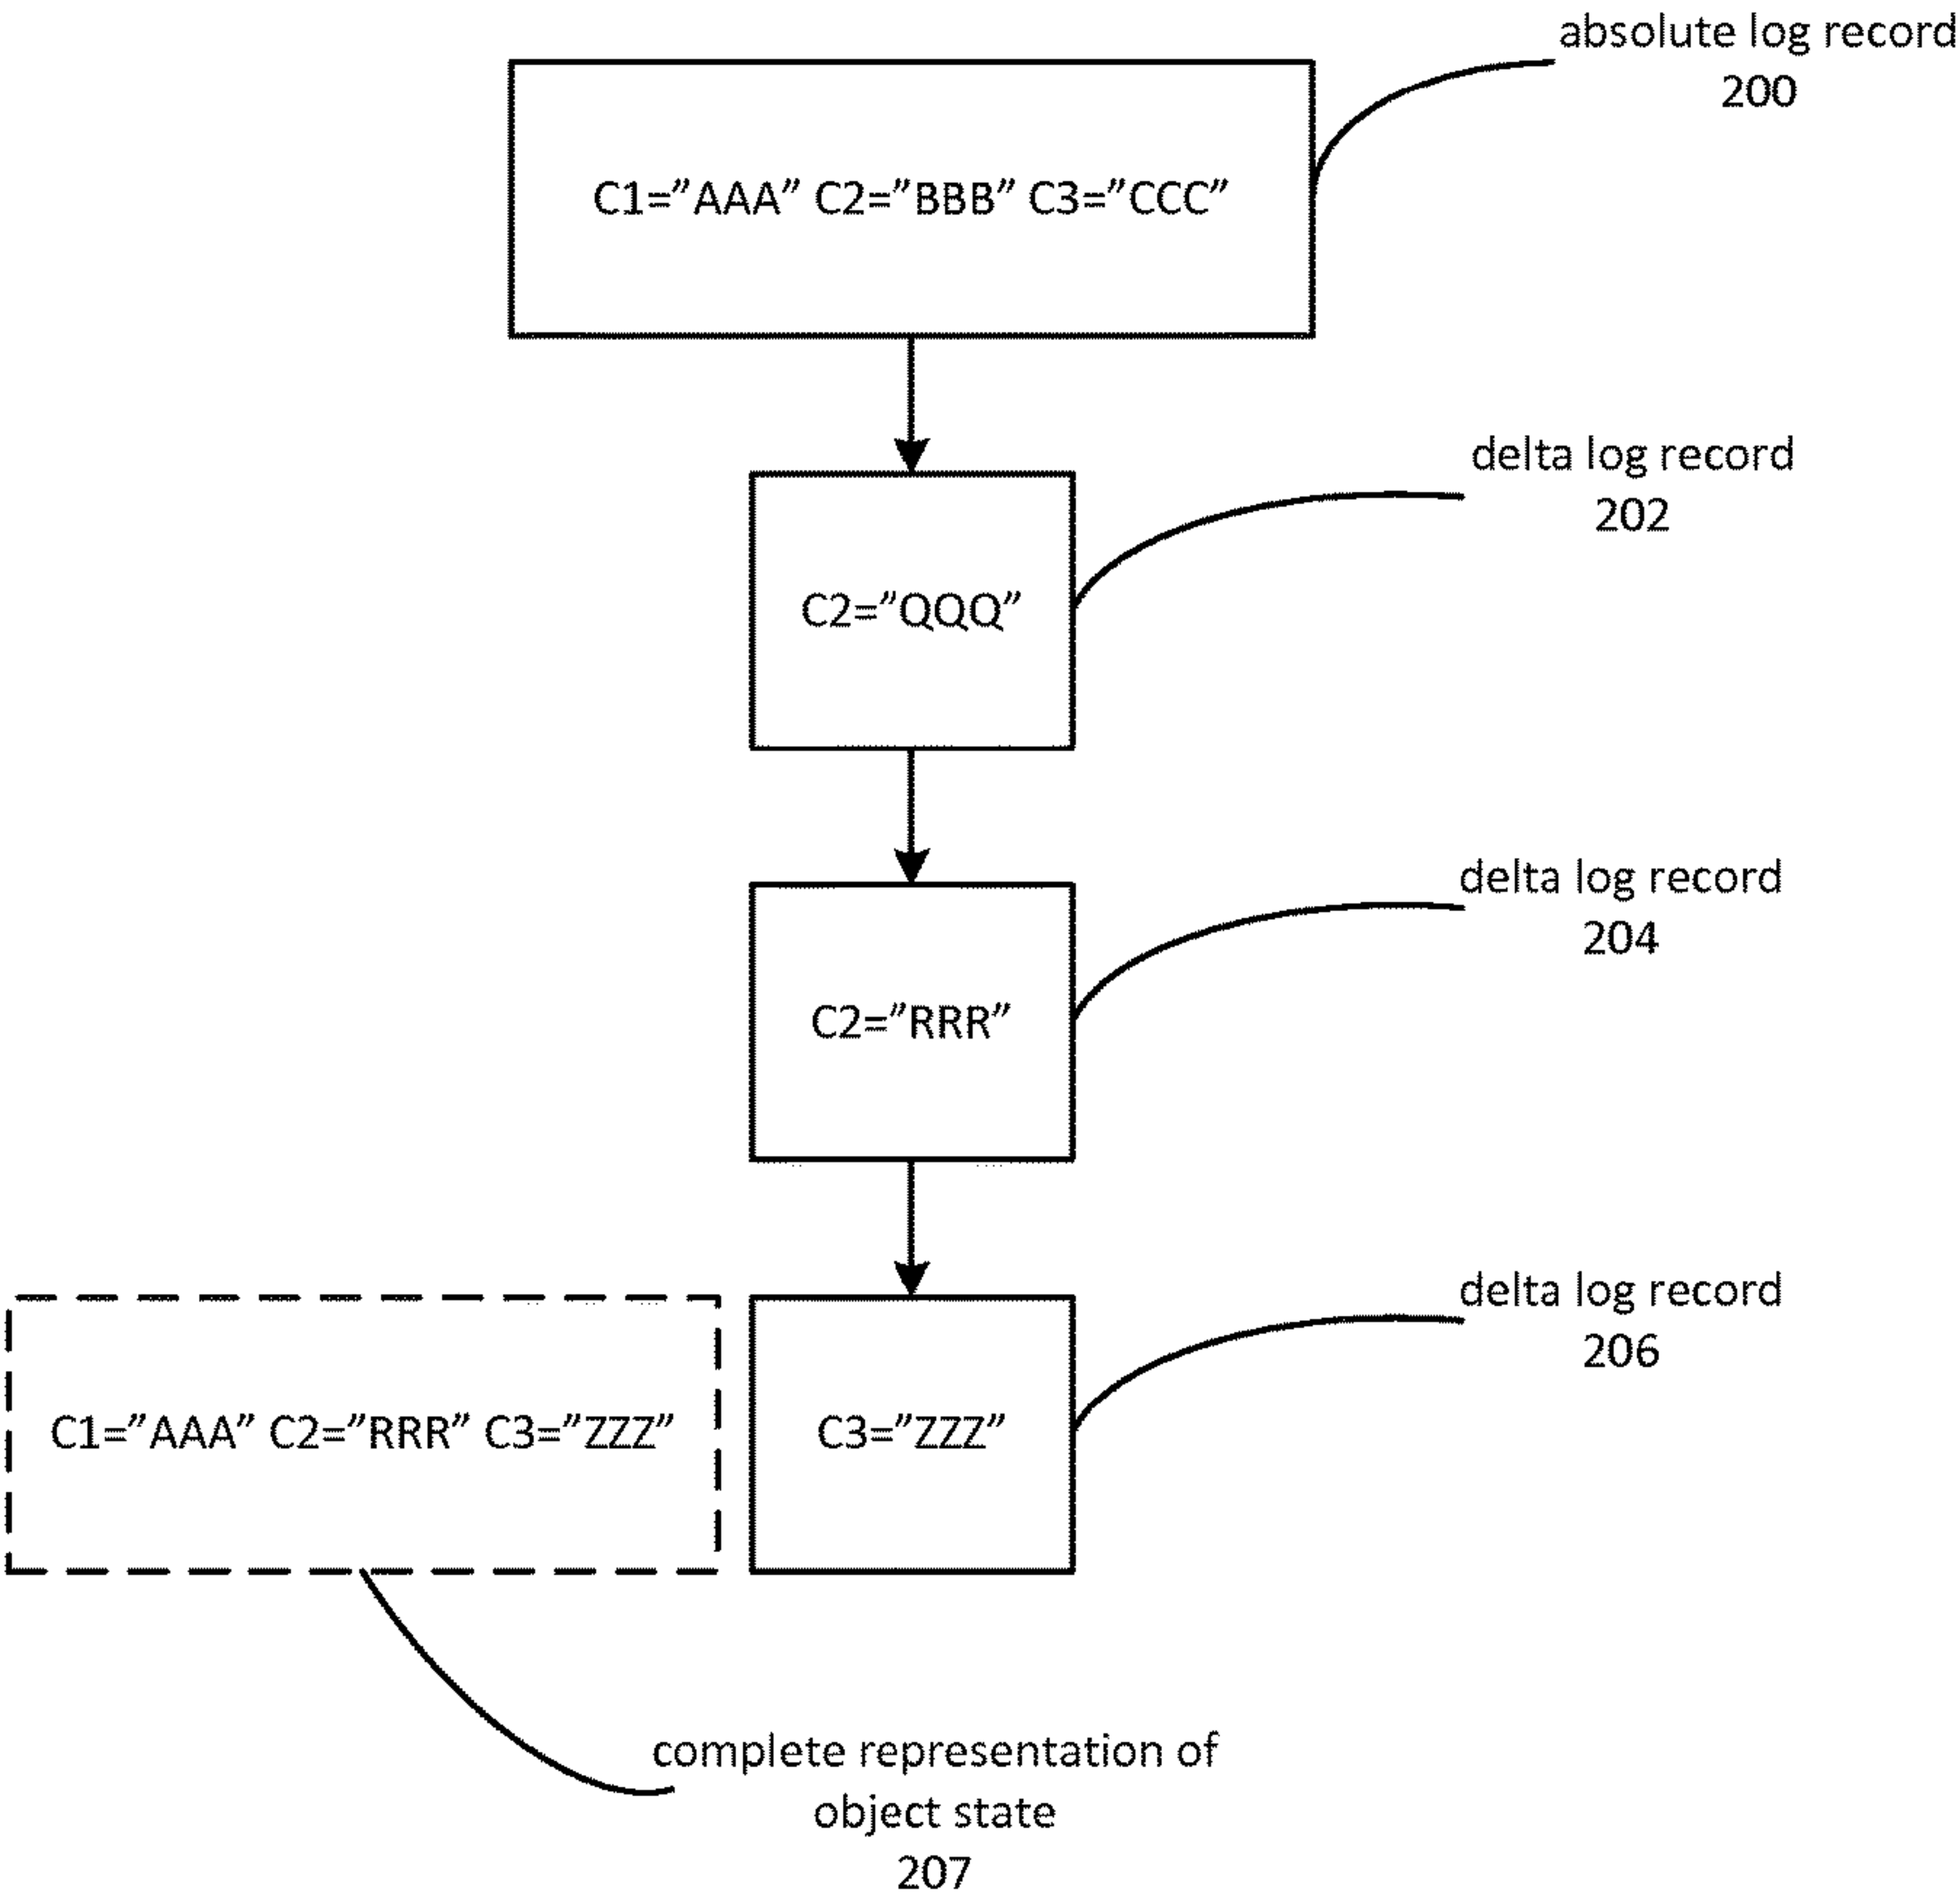 absolute log record
200
C1=”AAA” C2=”BBB” C3=”CCC”
delta log record
202
C2=”QQQ”
delta log record
204
C2=”RRR”
delta log record
206
C1=”AAA” C2=”RRR” C3=”ZZZ”
C3=”ZZZ”
complete representation of
object state
207